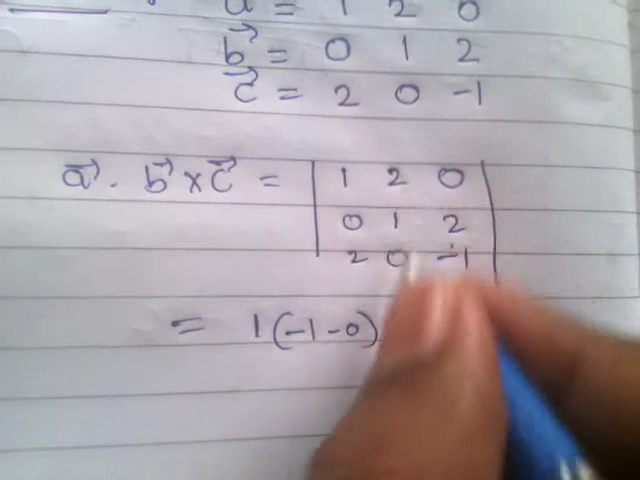 a⃗ = 1 2 0
b⃗ = 0 1 2
c⃗ = 2 0 -1
a⃗ . b⃗ × c⃗ = | 1 2 0 |
0 1 2
2 0 -1
= 1(-1-0)